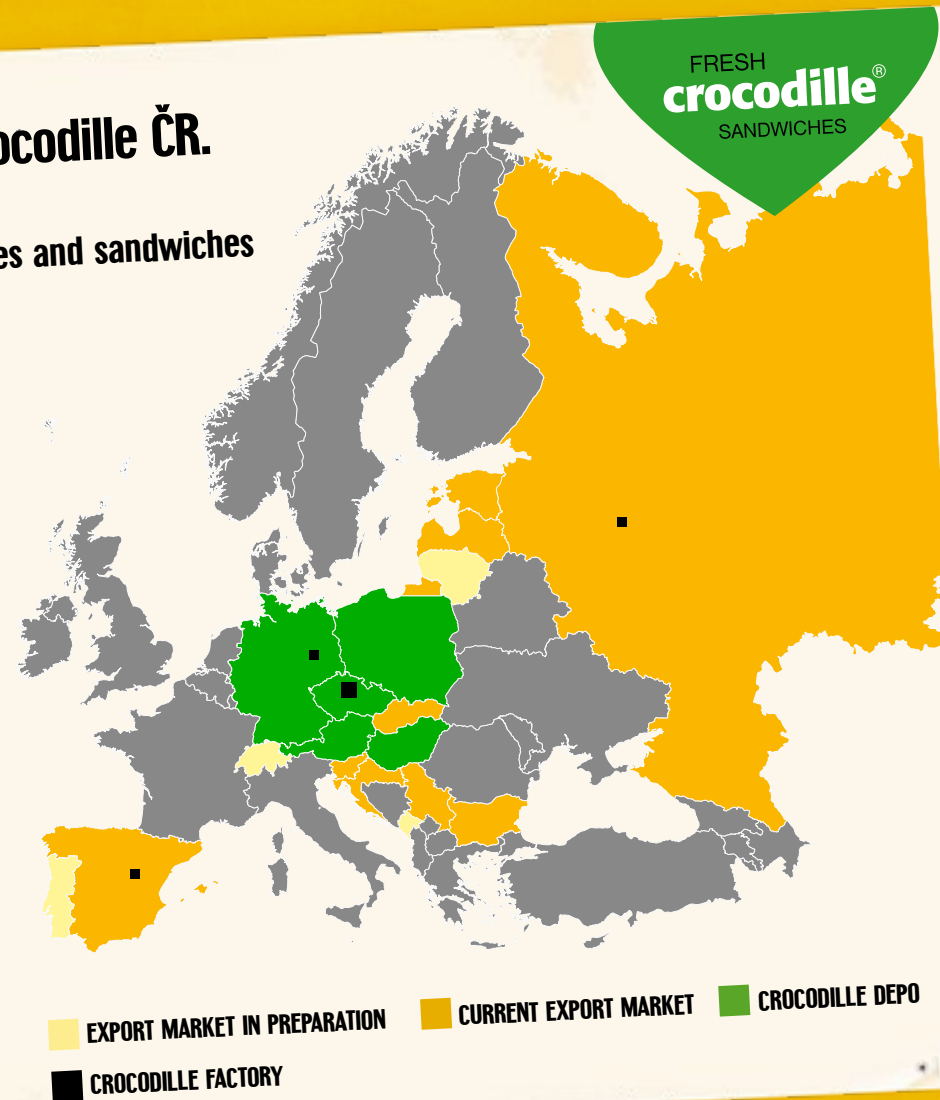 FRESH
crocodille®
SANDWICHES
ocodille ČR.
es and sandwiches
EXPORT MARKET IN PREPARATION
CURRENT EXPORT MARKET
CROCODILLE DEPO
CROCODILLE FACTORY